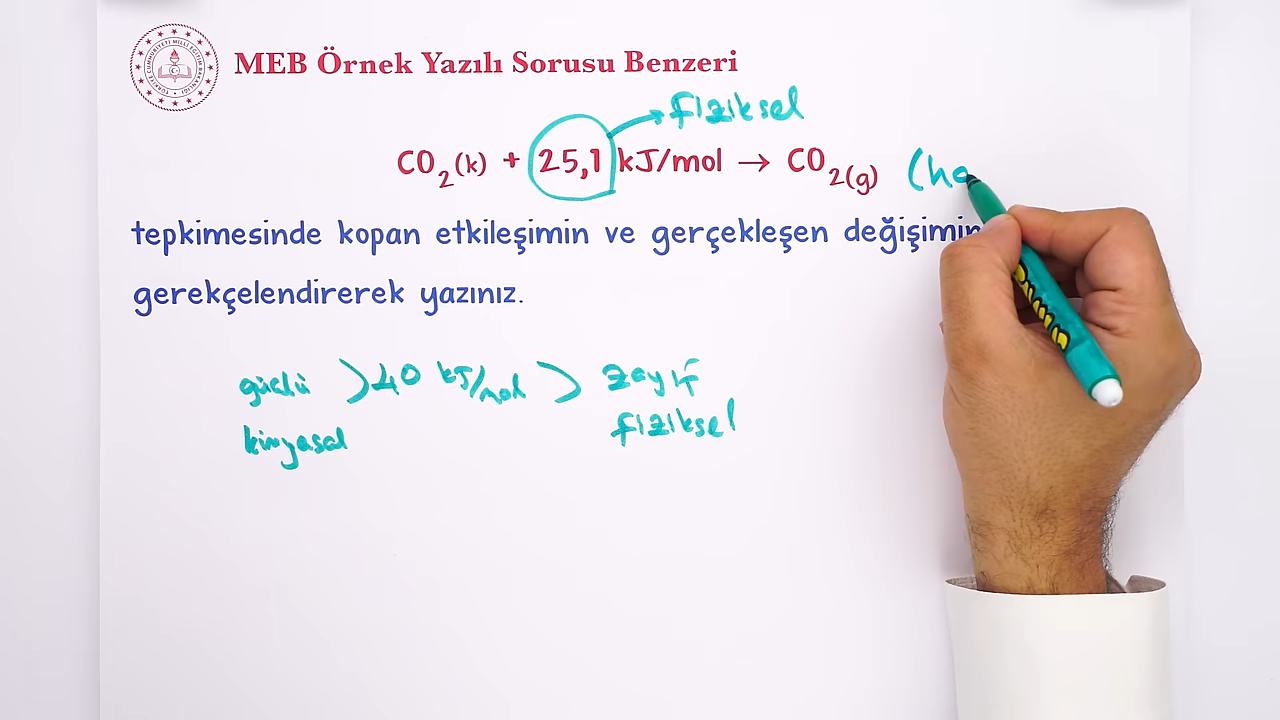 MEB Örnek Yazılı Sorusu Benzeri
fiziksel
CO2(k) + 25,1 kJ/mol → CO2(g) (ha
tepkimesinde kopan etkileşimin ve gerçekleşen değişimin
gerekçelendirerek yazınız.
güçlü > 40 kJ/mol > zayıf
kimyasal fiziksel